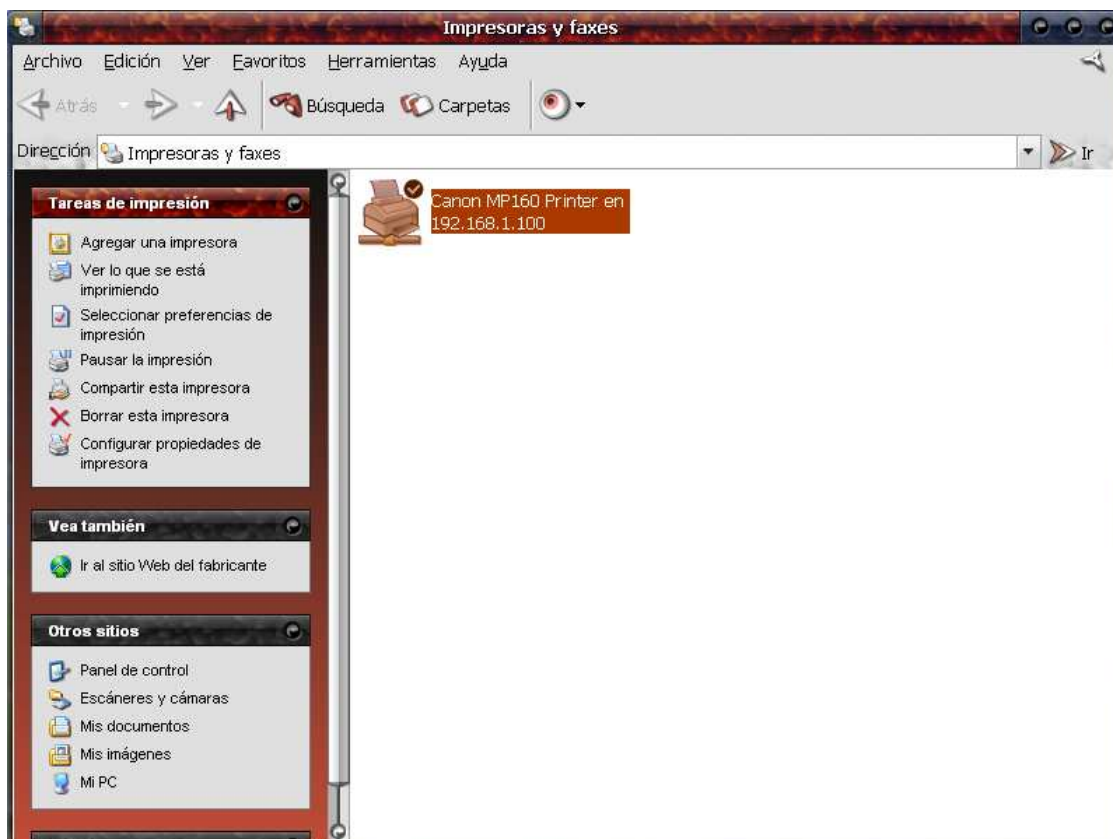 Impresoras y faxes
Archivo Edición Ver Favoritos Herramientas Ayuda
Atrás Búsqueda Carpetas
Dirección Impresoras y faxes Ir
Tareas de impresión
Agregar una impresora
Ver lo que se está
imprimiendo
Seleccionar preferencias de
impresión
Pausar la impresión
Compartir esta impresora
Borrar esta impresora
Configurar propiedades de
impresora
Vea también
Ir al sitio Web del fabricante
Otros sitios
Panel de control
Escáneres y cámaras
Mis documentos
Mis imágenes
Mi PC
Canon MP160 Printer en
192.168.1.100